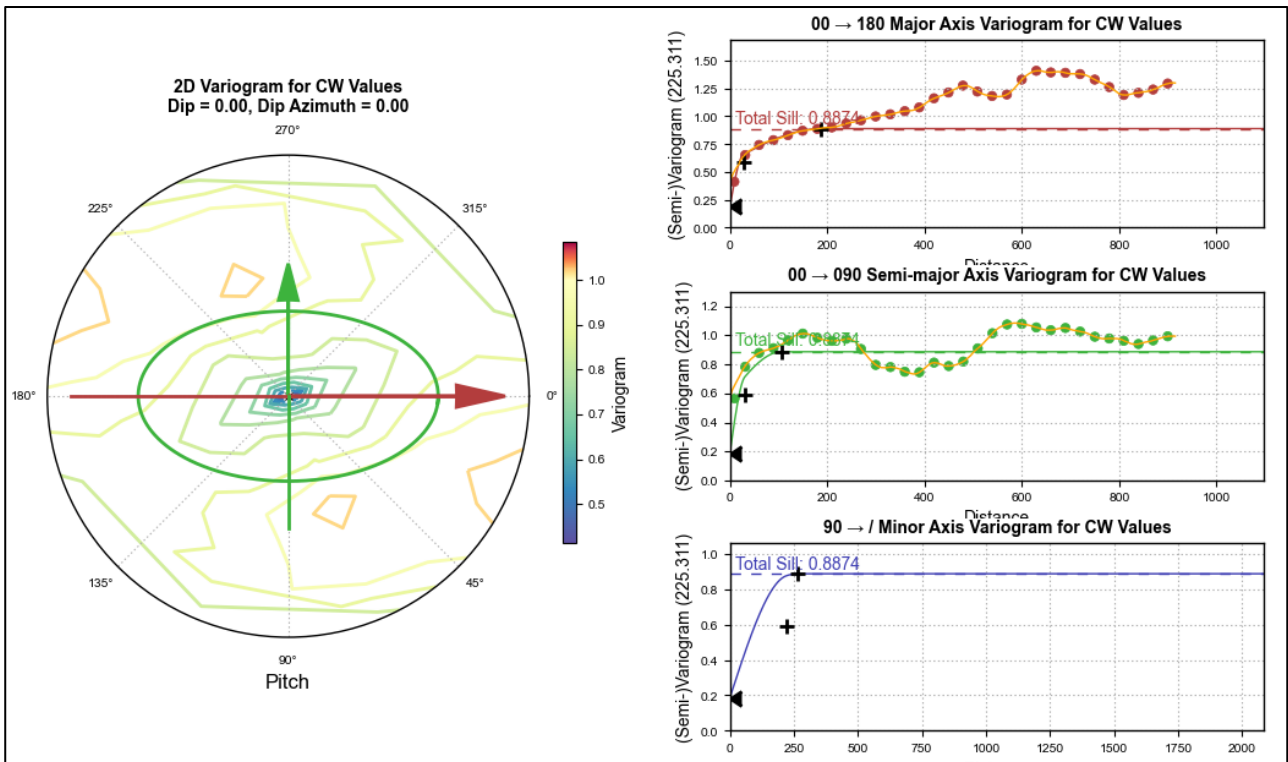 2D Variogram for CW Values
Dip = 0.00, Dip Azimuth = 0.00
270°
225°
315°
180°
0°
135°
45°
90°
Pitch
1.0
0.9
0.8
0.7
0.6
0.5
Variogram
00 → 180 Major Axis Variogram for CW Values
(Semi-)Variogram (225.311)
1.50
1.25
1.00
0.75
0.50
0.25
0.00
Total Sill: 0.8874
0 200 400 600 800 1000
Distance
00 → 090 Semi-major Axis Variogram for CW Values
(Semi-)Variogram (225.311)
1.2
1.0
0.8
0.6
0.4
0.2
0.0
Total Sill: 0.8874
0 200 400 600 800 1000
Distance
90 → / Minor Axis Variogram for CW Values
(Semi-)Variogram (225.311)
1.0
0.8
0.6
0.4
0.2
0.0
Total Sill: 0.8874
0 250 500 750 1000 1250 1500 1750 2000